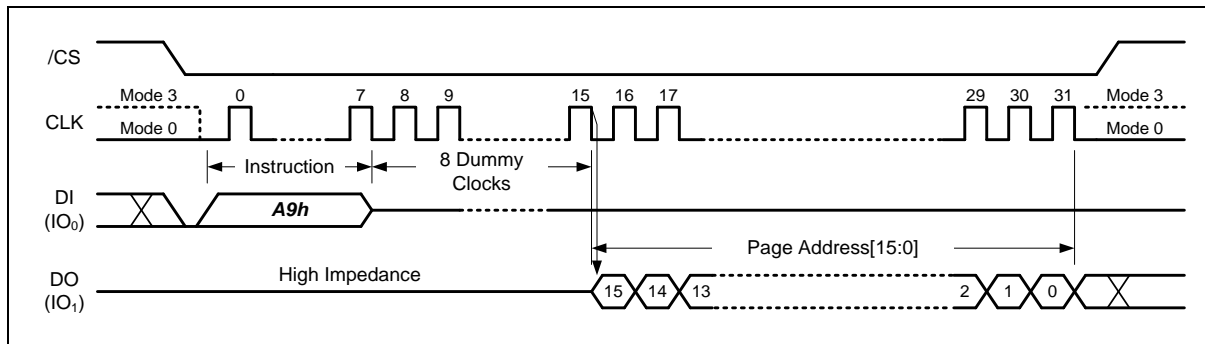 /CS
Mode 3 0 7 8 9 15 16 17 29 30 31 Mode 3
CLK
Mode 0 Mode 0
Instruction 8 Dummy Clocks
DI (IO₀)
A9h
Page Address[15:0]
High Impedance
DO (IO₁)
15 14 13 2 1 0